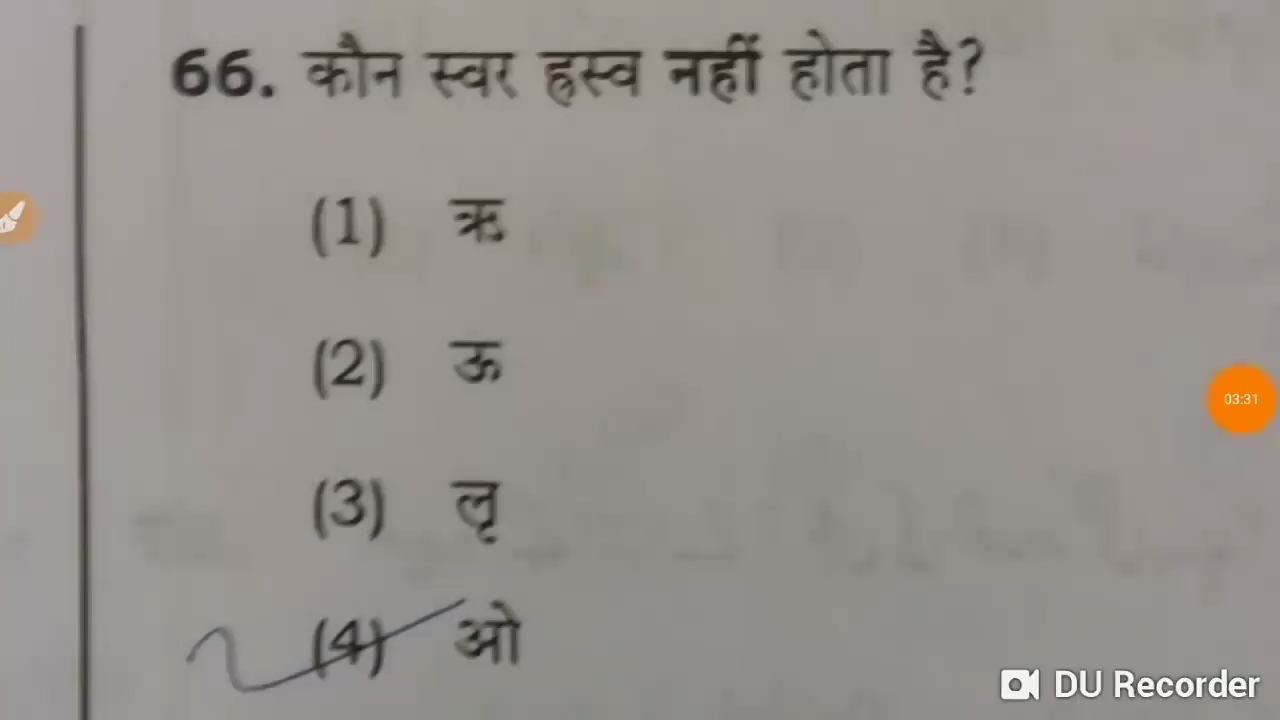 66. कौन स्वर ह्रस्व नहीं होता है?
(1) ऋ
(2) ऊ
(3) लृ
(4) ओ
03:31
DU Recorder